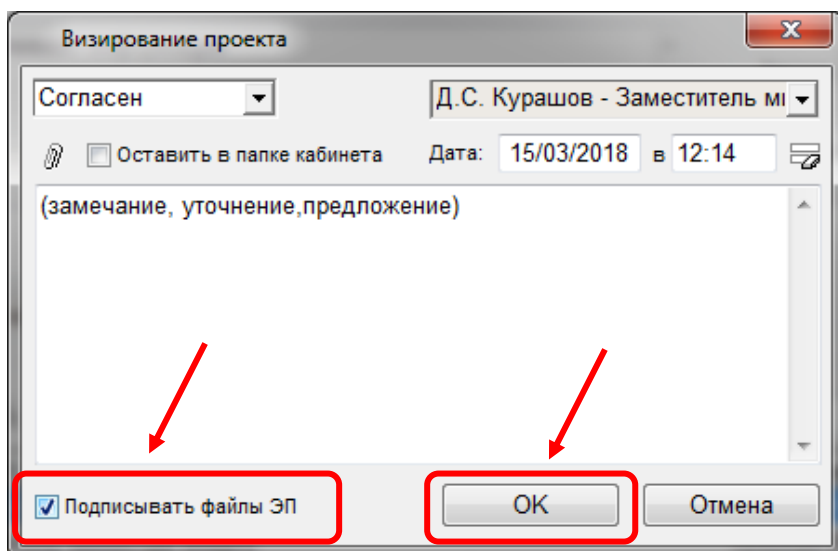 Визирование проекта
Согласен Д.С. Курашов - Заместитель
Оставить в папке кабинета Дата: 15/03/2018 в 12:14
(замечание, уточнение,предложение)
Подписывать файлы ЭП OK Отмена